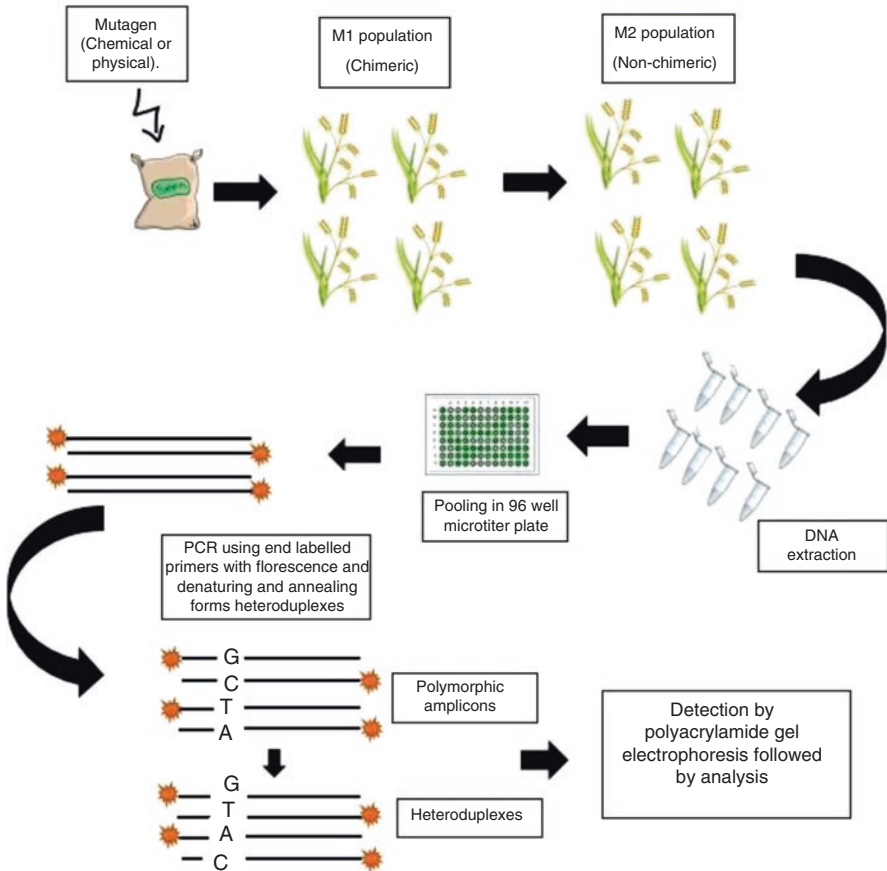 Mutagen
(Chemical or
physical).
M1 population
(Chimeric)
M2 population
(Non-chimeric)
Pooling in 96 well
microtiter plate
DNA
extraction
PCR using end labelled
primers with florescence and
denaturing and annealing
forms heteroduplexes
G
C
T
A
Polymorphic
amplicons
Detection by
polyacrylamide gel
electrophoresis followed
by analysis
G
T
A
C
Heteroduplexes